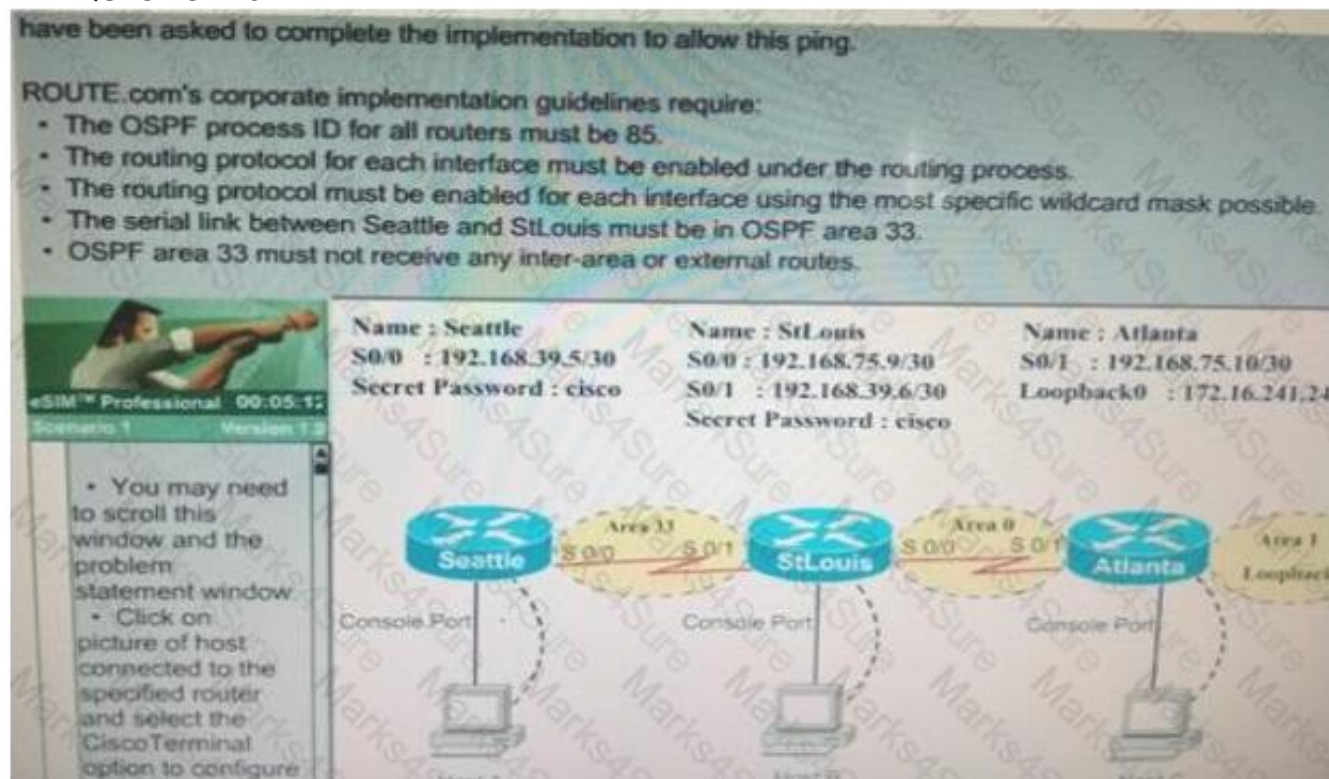 have been asked to complete the implementation to allow this ping.
ROUTE.com's corporate implementation guidelines require:
• The OSPF process ID for all routers must be 85.
• The routing protocol for each interface must be enabled under the routing process.
• The routing protocol must be enabled for each interface using the most specific wildcard mask possible.
• The serial link between Seattle and StLouis must be in OSPF area 33.
• OSPF area 33 must not receive any inter-area or external routes.
Name : Seattle
S0/0 : 192.168.39.5/30
Secret Password : cisco
Name : StLouis
S0/0 : 192.168.75.9/30
S0/1 : 192.168.39.6/30
Secret Password : cisco
Name : Atlanta
S0/1 : 192.168.75.10/30
Loopback0 : 172.16.241.24
eSIM™ Professional 00:05:12
Scenario 1 Version
• You may need
to scroll this
window and the
problem
statement window
• Click on
picture of host
connected to the
specified router
and select the
CiscoTerminal
option to configure
Seattle
S 0/0
Area 33
S 0/1
StLouis
S 0/0
Area 0
S 0/1
Atlanta
Area 1
Console Port
Console Port
Console Port
Marks4Sure